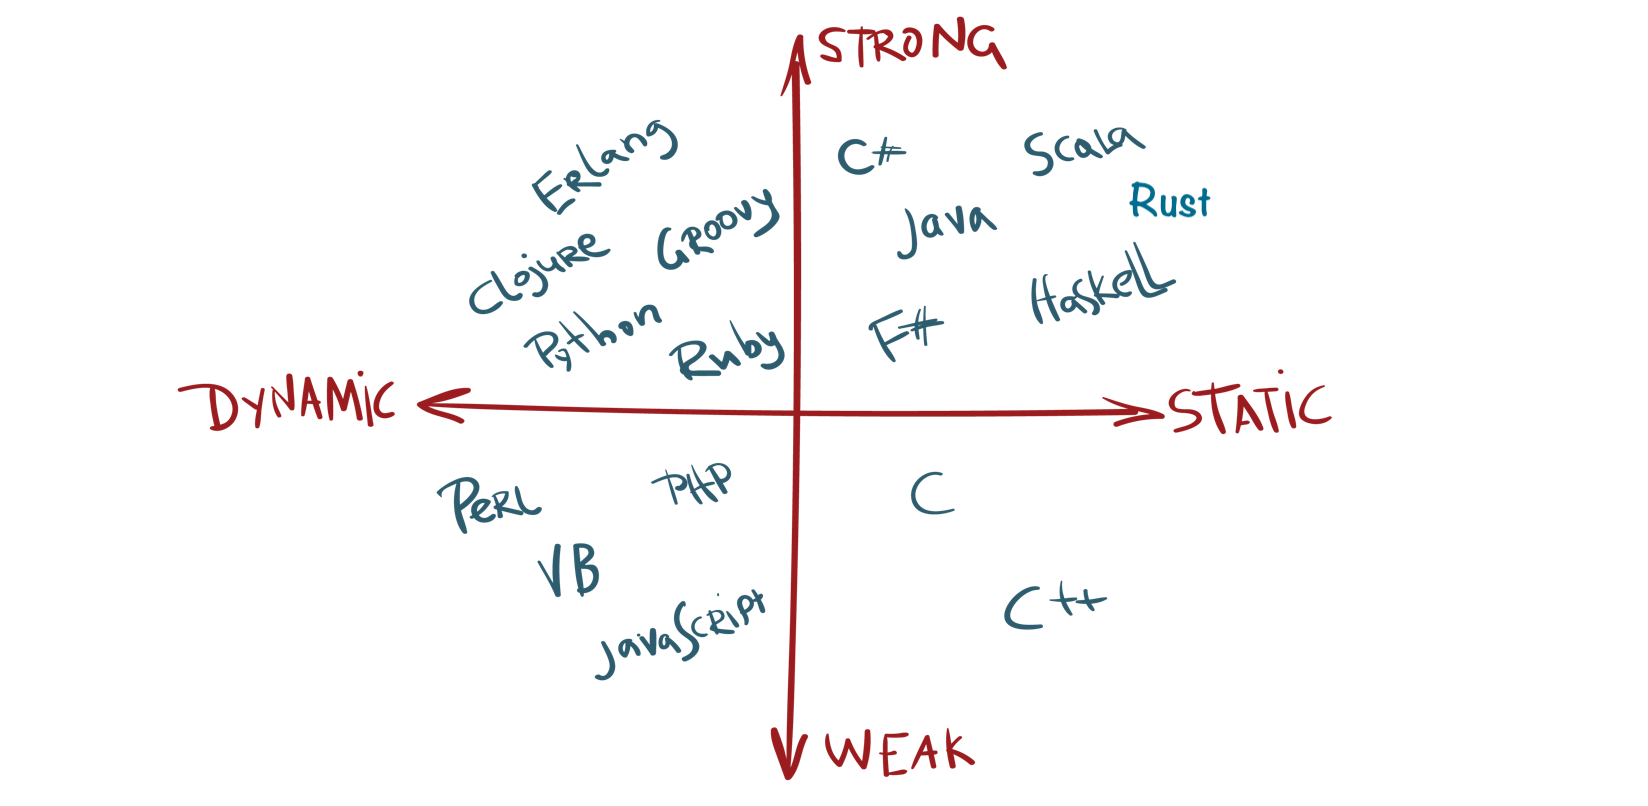 STRONG
ERLang
C#
Scala
Rust
Groovy
Java
Clojure
Haskell
Python
Ruby
F#
DYNAMIC
STATIC
PERL
PHP
C
VB
JavaScript
C++
WEAK